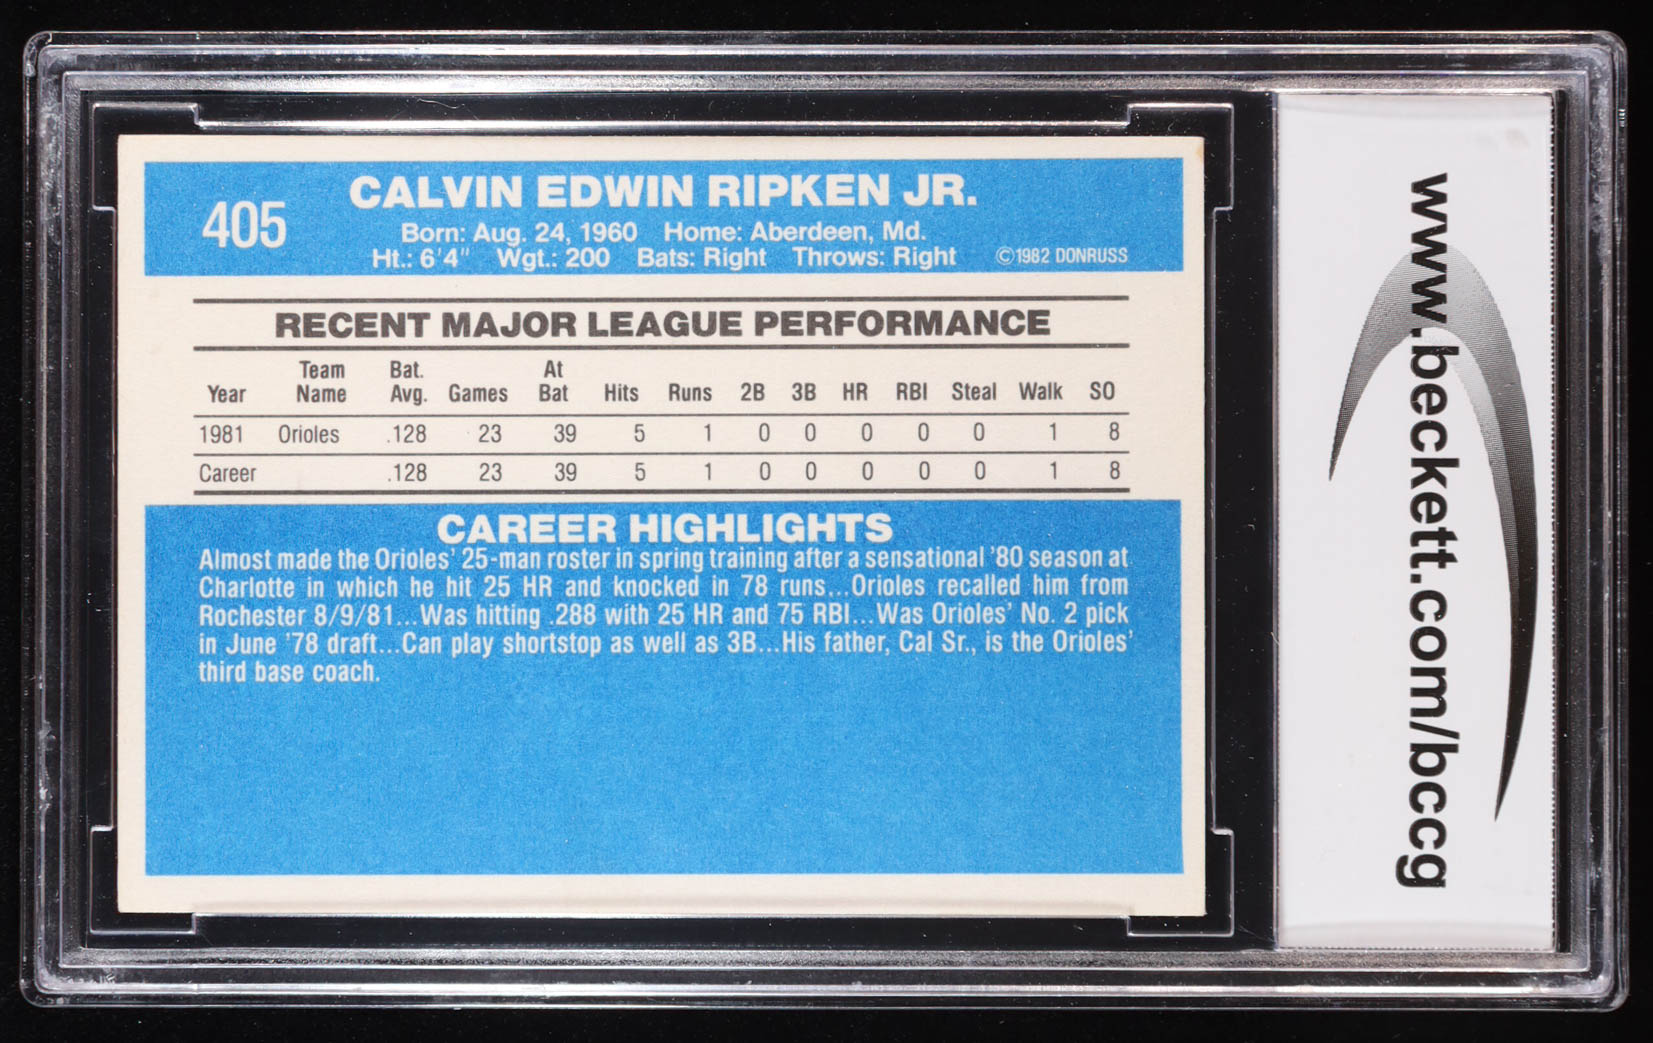 405
CALVIN EDWIN RIPKEN JR.
Born: Aug. 24, 1960 Home: Aberdeen, Md.
Ht.: 6'4" Wgt.: 200 Bats: Right Throws: Right ©1982 DONRUSS
RECENT MAJOR LEAGUE PERFORMANCE
Team Bat. At
Year Name Avg. Games Bat Hits Runs 2B 3B HR RBI Steal Walk SO
1981 Orioles .128 23 39 5 1 0 0 0 0 0 1 8
Career .128 23 39 5 1 0 0 0 0 0 1 8
CAREER HIGHLIGHTS
Almost made the Orioles' 25-man roster in spring training after a sensational '80 season at
Charlotte in which he hit 25 HR and knocked in 78 runs...Orioles recalled him from
Rochester 8/9/81...Was hitting .288 with 25 HR and 75 RBI...Was Orioles' No. 2 pick
in June '78 draft...Can play shortstop as well as 3B...His father, Cal Sr., is the Orioles'
third base coach.
www.beckett.com/bccg